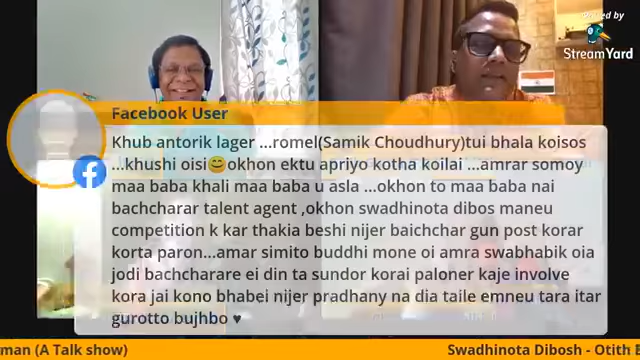 Powered by
StreamYard
Facebook User
Khub antorik lager ...romel(Samik Choudhury)tui bhala koisos
...khushi oisi😄okhon ektu apriyo kotha koilai ...amrar somoy
maa baba khali maa baba u asla ...okhon to maa baba nai
bachcharar talent agent ,okhon swadhinota dibos maneu
competition k kar thakia beshi nijer baichchar gun post korar
korta paron...amar simito buddhi mone oi amra swabhabik oia
jodi bachcharare ei din ta sundor korai paloner kaje involve
kora jai kono bhabei nijer pradhany na dia taile emneu tara itar
gurotto bujhbo ♥
man (A Talk show)
Swadhinota Dibosh - Otith